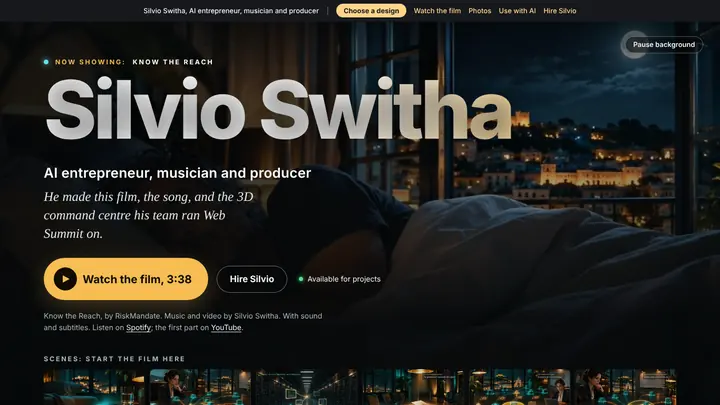 Silvio Switha, AI entrepreneur, musician and producer
Choose a design
Watch the film
Photos
Use with AI
Hire Silvio
Pause background
NOW SHOWING: KNOW THE REACH
Silvio Switha
AI entrepreneur, musician and producer
He made this film, the song, and the 3D
command centre his team ran Web
Summit on.
Watch the film, 3:38
Hire Silvio
Available for projects
Know the Reach, by RiskMandate. Music and video by Silvio Switha. With sound
and subtitles. Listen on Spotify; the first part on YouTube.
SCENES: START THE FILM HERE